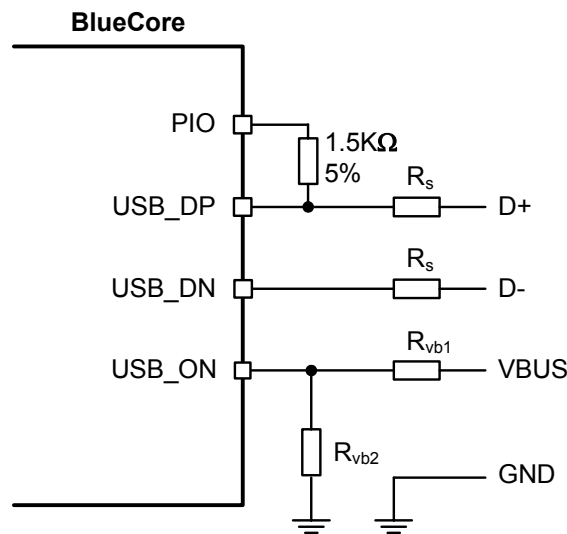 BlueCore
PIO
1.5KΩ
5%
USB_DP
Rs
D+
USB_DN
Rs
D-
USB_ON
Rvb1
VBUS
Rvb2
GND